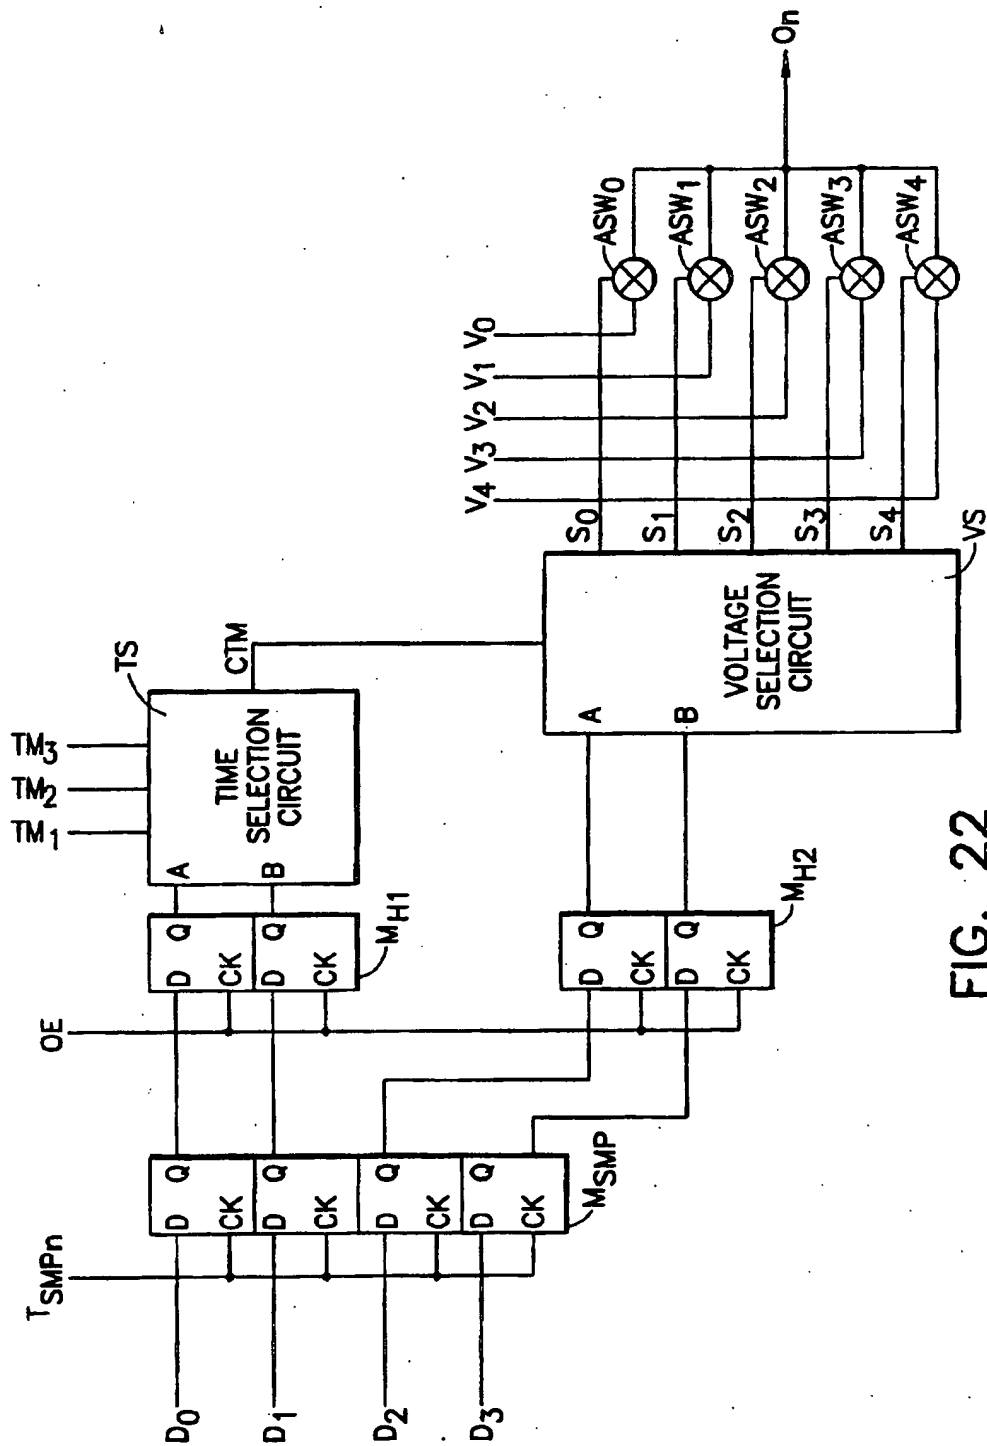 D0
D1
D2
D3
TSMPn
D Q
CK
D Q
CK
D Q
CK
D Q
CK
MSMP
OE
D Q
CK
D Q
CK
MH1
D Q
CK
D Q
CK
MH2
TM1
TM2
TM3
TS
A
B
TIME
SELECTION
CIRCUIT
CTM
A
B
VOLTAGE
SELECTION
CIRCUIT
VS
S0
S1
S2
S3
S4
V4
V3
V2
V1
V0
ASW0
ASW1
ASW2
ASW3
ASW4
On
FIG. 22